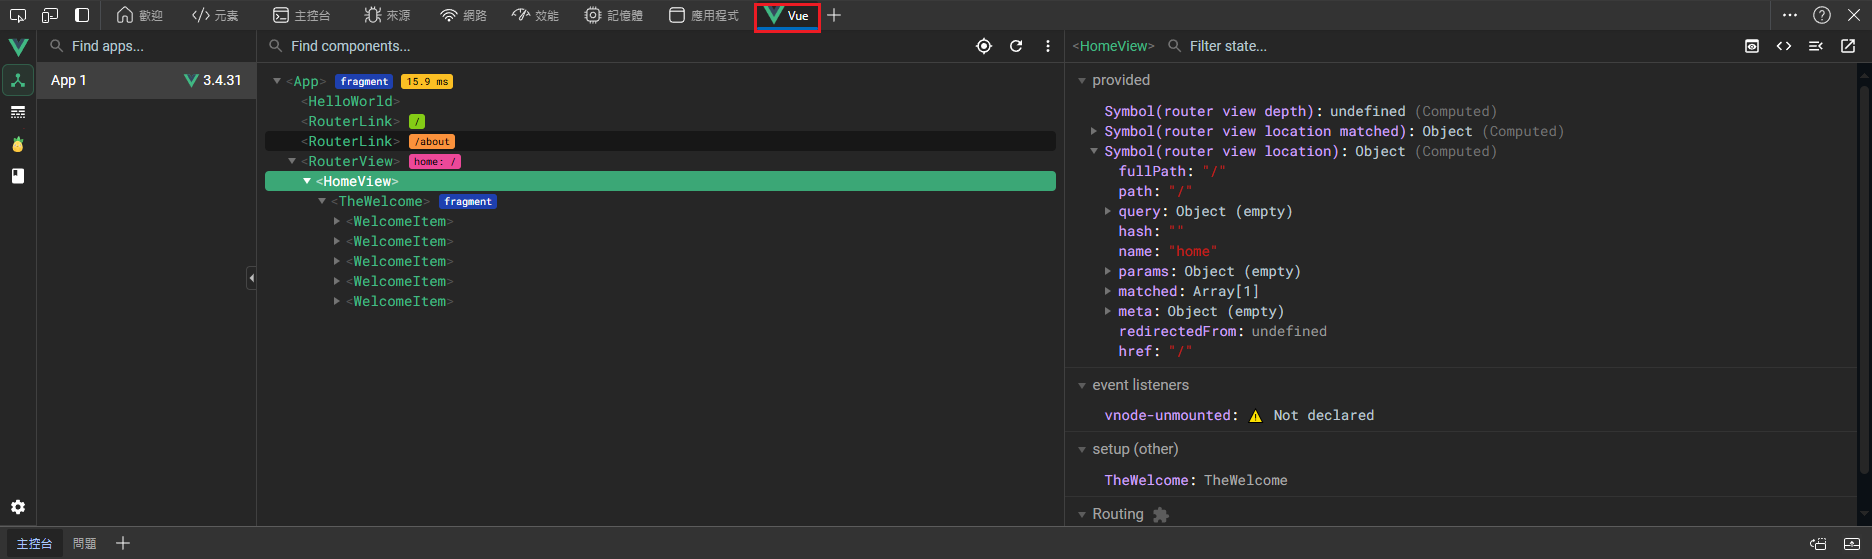 歡迎 元素 主控台 來源 網路 效能 記憶體 應用程式 Vue
Find apps...
App 1 3.4.31
Find components...
<App> fragment 15.9 ms
<HelloWorld>
<RouterLink> /
<RouterLink> /about
<RouterView> home: /
<HomeView>
<TheWelcome> fragment
<WelcomeItem>
<WelcomeItem>
<WelcomeItem>
<WelcomeItem>
<WelcomeItem>
<HomeView> Filter state...
provided
Symbol(router view depth): undefined (Computed)
Symbol(router view location matched): Object (Computed)
Symbol(router view location): Object (Computed)
fullPath: "/"
path: "/"
query: Object (empty)
hash: ""
name: "home"
params: Object (empty)
matched: Array[1]
meta: Object (empty)
redirectedFrom: undefined
href: "/"
event listeners
vnode-unmounted: Not declared
setup (other)
TheWelcome: TheWelcome
Routing
主控台 問題